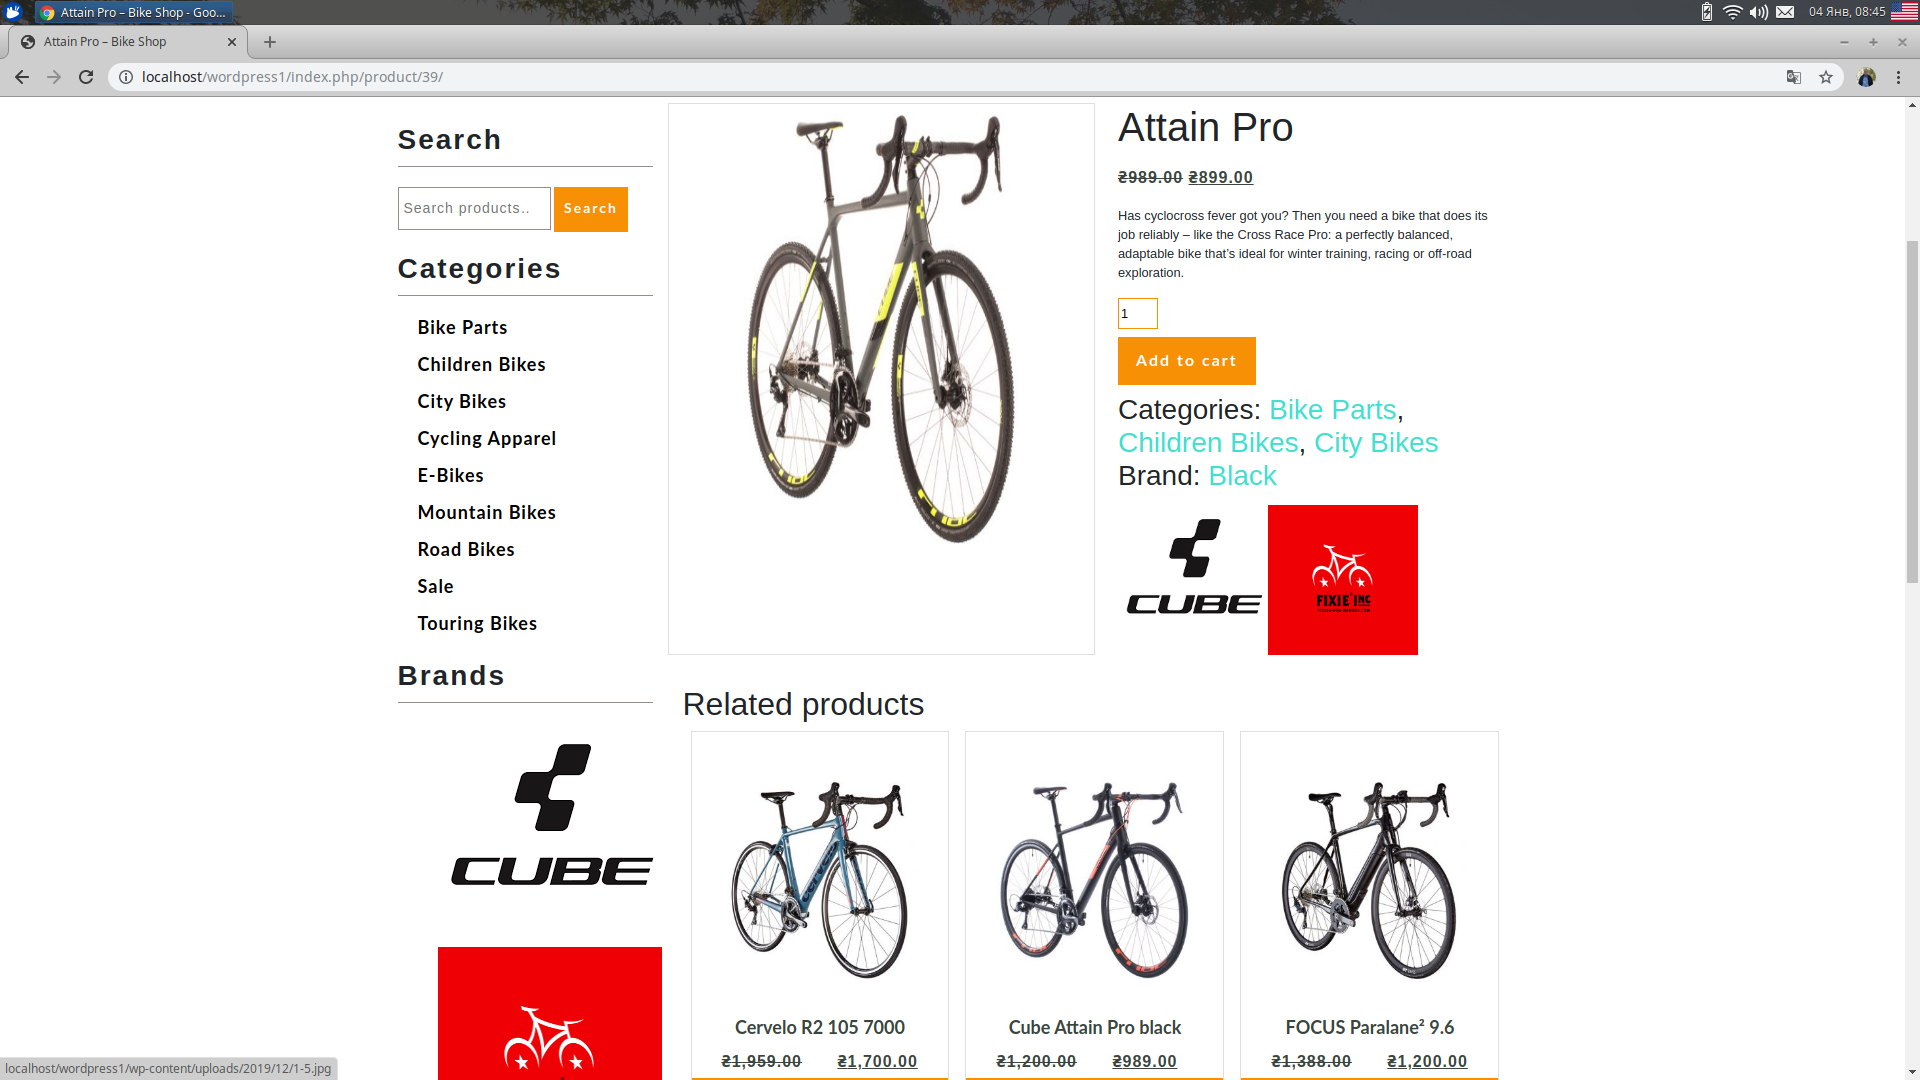 Attain Pro – Bike Shop - Goo...
04 Янв, 08:45
Attain Pro – Bike Shop
localhost/wordpress1/index.php/product/39/
Search
Search products..
Search
Categories
Bike Parts
Children Bikes
City Bikes
Cycling Apparel
E-Bikes
Mountain Bikes
Road Bikes
Sale
Touring Bikes
Brands
CUBE
Attain Pro
₴989.00 ₴899.00
Has cyclocross fever got you? Then you need a bike that does its
job reliably – like the Cross Race Pro: a perfectly balanced,
adaptable bike that's ideal for winter training, racing or off-road
exploration.
1
Add to cart
Categories: Bike Parts,
Children Bikes, City Bikes
Brand: Black
CUBE
FIXIE INC
Related products
Cervelo R2 105 7000
₴1,959.00 ₴1,700.00
Cube Attain Pro black
₴1,200.00 ₴989.00
FOCUS Paralane² 9.6
₴1,388.00 ₴1,200.00
localhost/wordpress1/wp-content/uploads/2019/12/1-5.jpg